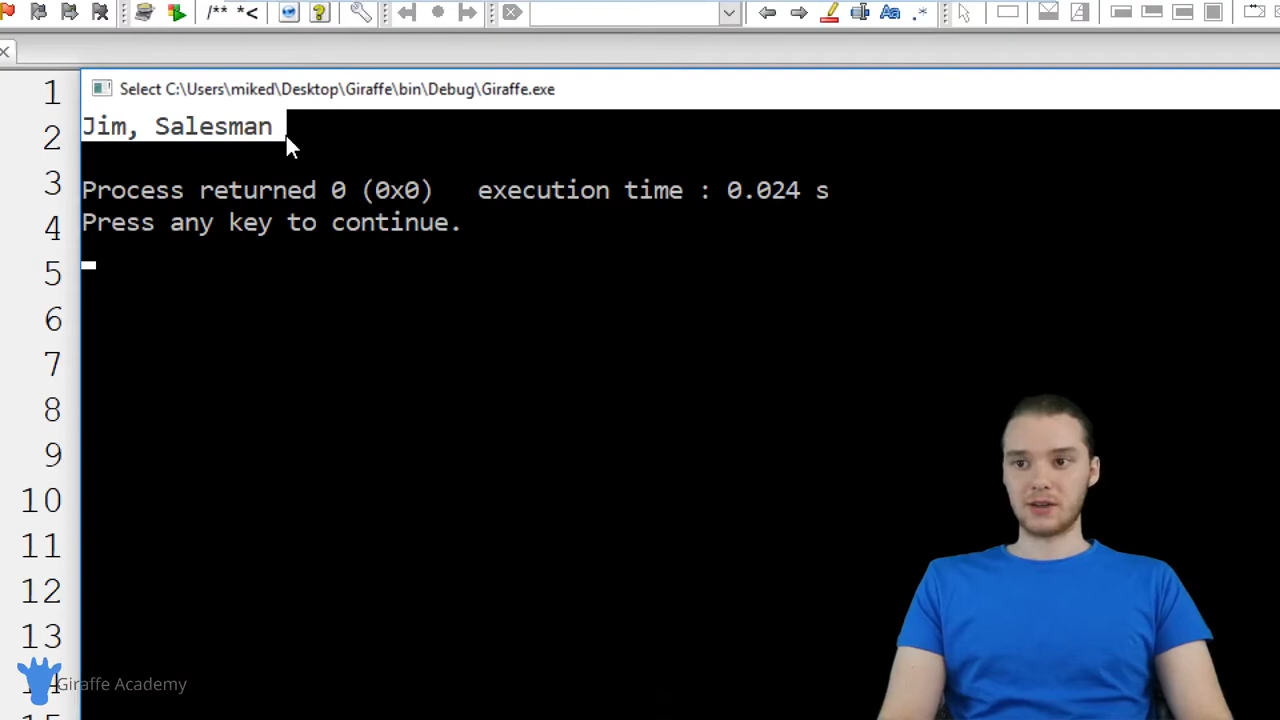 /** *<
Select C:\Users\miked\Desktop\Giraffe\bin\Debug\Giraffe.exe
1
2
3
4
5
6
7
8
9
10
11
12
13
Jim, Salesman
Process returned 0 (0x0)   execution time : 0.024 s
Press any key to continue.
Giraffe Academy